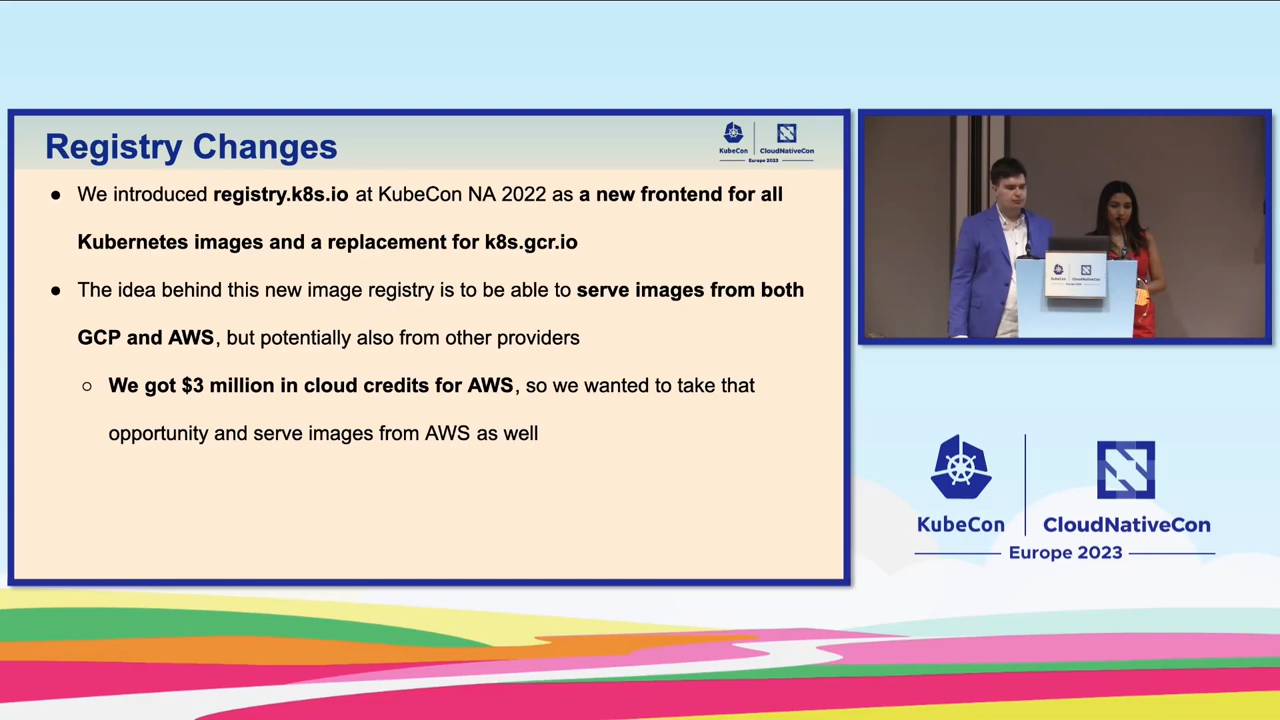 Registry Changes
KubeCon
CloudNativeCon
Europe 2023
● We introduced registry.k8s.io at KubeCon NA 2022 as a new frontend for all
Kubernetes images and a replacement for k8s.gcr.io
● The idea behind this new image registry is to be able to serve images from both
GCP and AWS, but potentially also from other providers
○ We got $3 million in cloud credits for AWS, so we wanted to take that
opportunity and serve images from AWS as well
KubeCon
CloudNativeCon
KubeCon
CloudNativeCon
Europe 2023